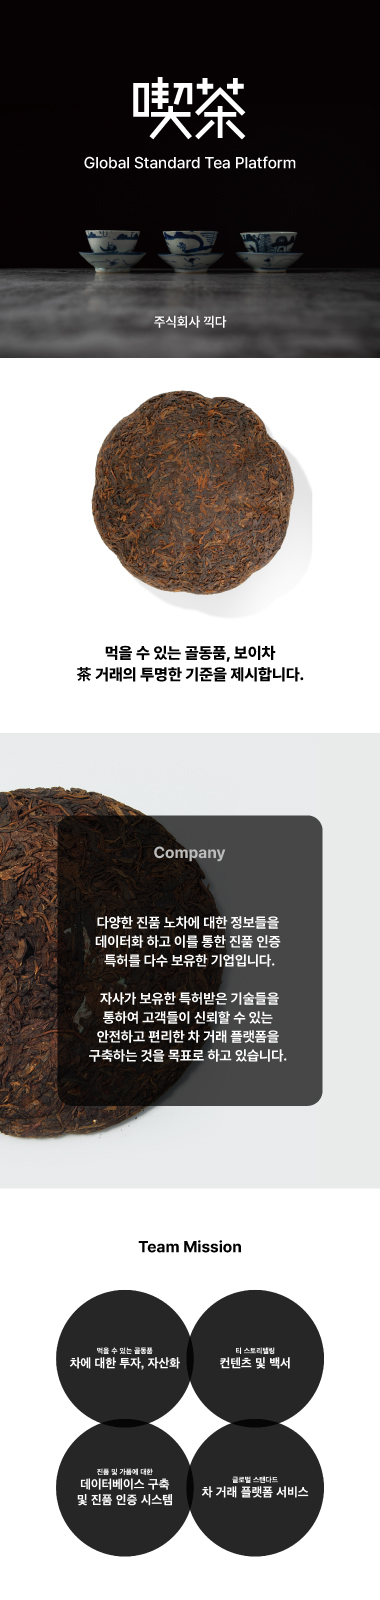 喫茶
Global Standard Tea Platform
주식회사 끽다
먹을 수 있는 골동품, 보이차
茶 거래의 투명한 기준을 제시합니다.
Company
다양한 진품 노차에 대한 정보들을
데이터화 하고 이를 통한 진품 인증
특허를 다수 보유한 기업입니다.
자사가 보유한 특허받은 기술들을
통하여 고객들이 신뢰할 수 있는
안전하고 편리한 차 거래 플랫폼을
구축하는 것을 목표로 하고 있습니다.
Team Mission
먹을 수 있는 골동품
차에 대한 투자, 자산화
티 스토리텔링
컨텐츠 및 백서
진품 및 가품에 대한
데이터베이스 구축
및 진품 인증 시스템
글로벌 스탠다드
차 거래 플랫폼 서비스